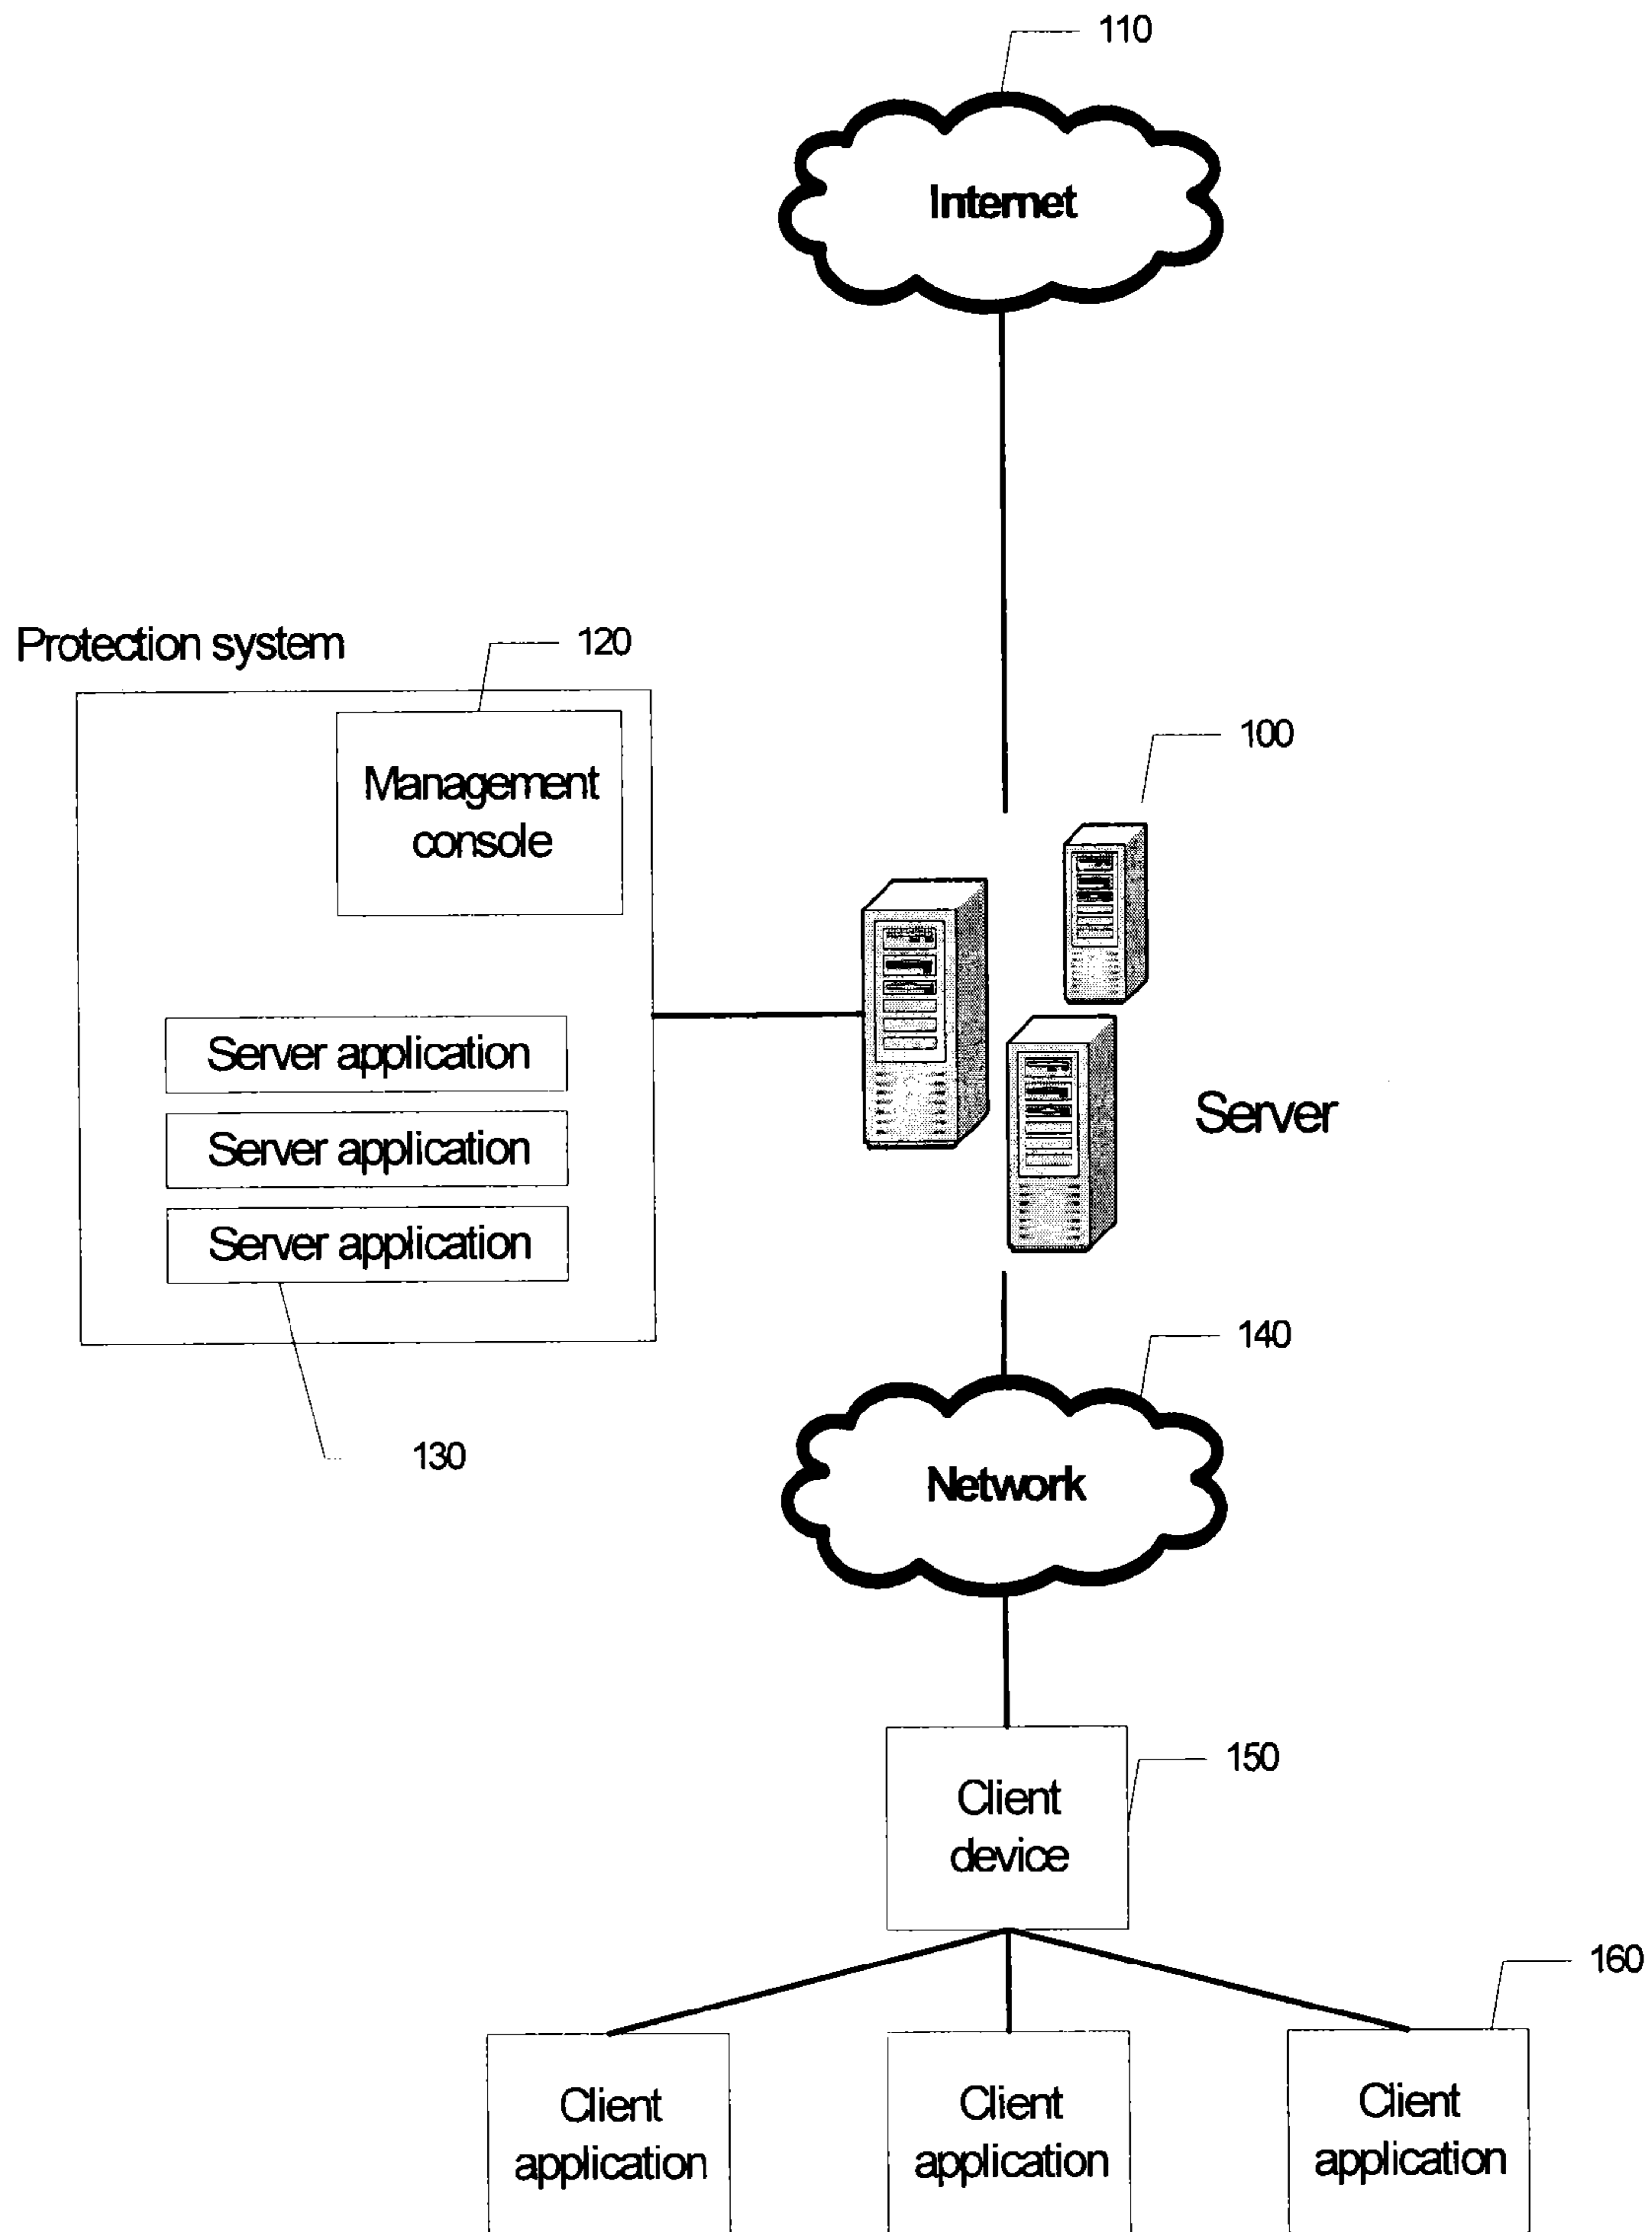 110
Internet
Protection system
120
100
Management
console
Server application
Server application
Server application
Server
130
140
Network
150
Client
device
160
Client
application
Client
application
Client
application